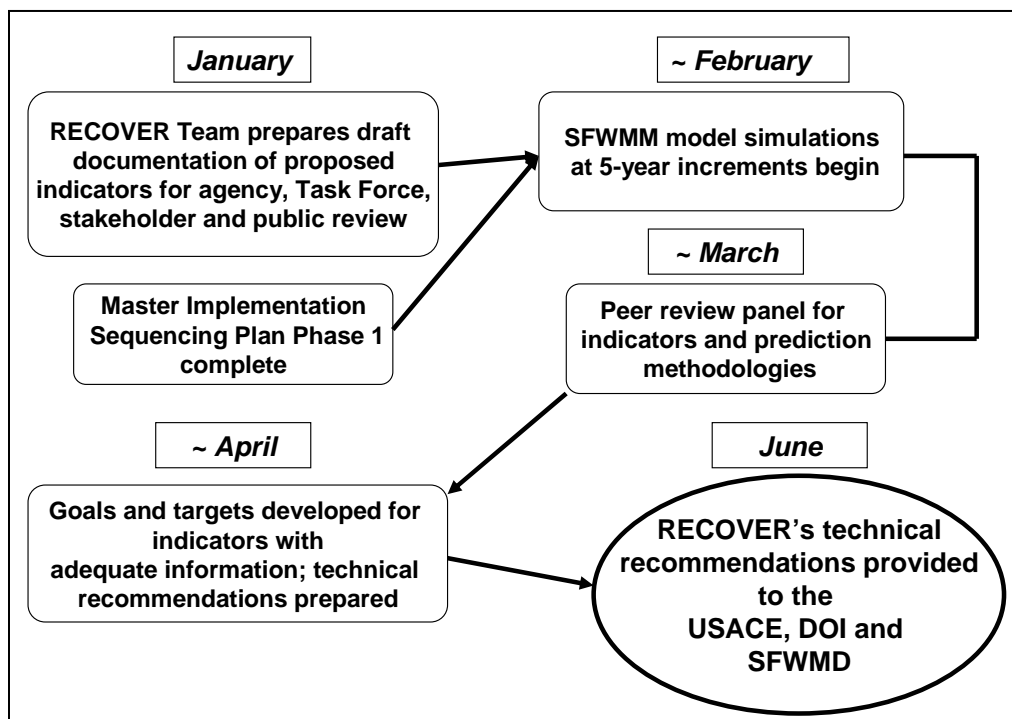 January
RECOVER Team prepares draft
documentation of proposed
indicators for agency, Task Force,
stakeholder and public review
Master Implementation
Sequencing Plan Phase 1
complete
~ February
SFWMM model simulations
at 5-year increments begin
~ March
Peer review panel for
indicators and prediction
methodologies
~ April
Goals and targets developed for
indicators with
adequate information; technical
recommendations prepared
June
RECOVER’s technical
recommendations provided
to the
USACE, DOI and
SFWMD